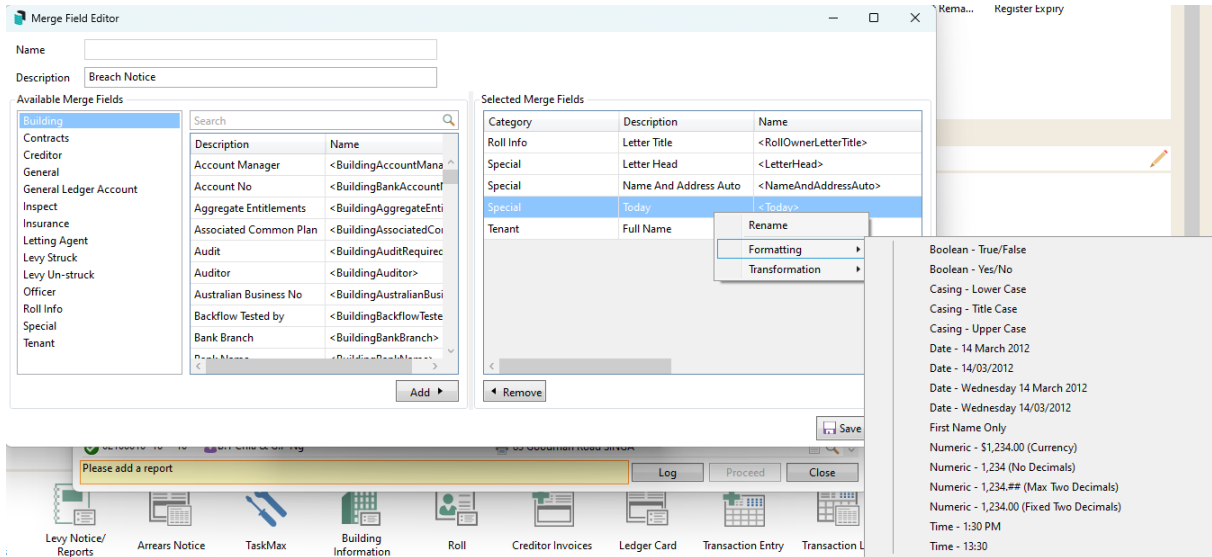 Merge Field Editor
Rema... Register Expiry
Name
Description Breach Notice
Available Merge Fields
Building
Contracts
Creditor
General
General Ledger Account
Inspect
Insurance
Letting Agent
Levy Struck
Levy Un-struck
Officer
Roll Info
Special
Tenant
Search
Description Name
Account Manager <BuildingAccountMana
Account No <BuildingBankAccount
Aggregate Entitlements <BuildingAggregateEnti
Associated Common Plan <BuildingAssociatedCo
Audit <BuildingAuditRequired
Auditor <BuildingAuditor>
Australian Business No <BuildingAustralianBusi
Backflow Tested by <BuildingBackflowTeste
Bank Branch <BuildingBankBranch>
Bank Name <BuildingBankName>
Add
Selected Merge Fields
Category Description Name
Roll Info Letter Title <RollOwnerLetterTitle>
Special Letter Head <LetterHead>
Special Name And Address Auto <NameAndAddressAuto>
Special Today <Today>
Tenant Full Name
Rename
Formatting
Transformation
Boolean - True/False
Boolean - Yes/No
Casing - Lower Case
Casing - Title Case
Casing - Upper Case
Date - 14 March 2012
Date - 14/03/2012
Date - Wednesday 14 March 2012
Date - Wednesday 14/03/2012
First Name Only
Numeric - $1,234.00 (Currency)
Numeric - 1,234 (No Decimals)
Numeric - 1,234.## (Max Two Decimals)
Numeric - 1,234.00 (Fixed Two Decimals)
Time - 1:30 PM
Time - 13:30
Remove
Save
Please add a report
Log Proceed Close
Levy Notice/
Reports
Arrears Notice
TaskMax
Building
Information
Roll
Creditor Invoices
Ledger Card
Transaction Entry
Transaction L